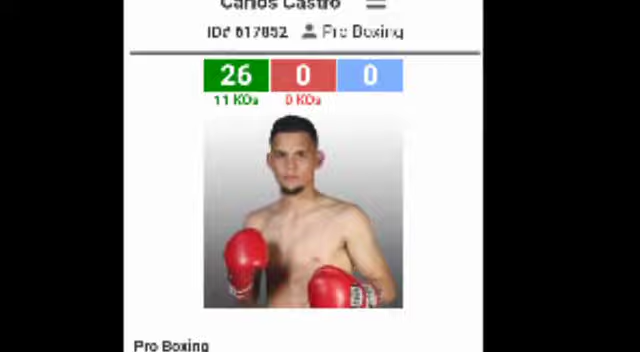 Carlos Castro
ID# 617852 Pro Boxing
26 0 0
11 KOs 0 KOs
Pro Boxing